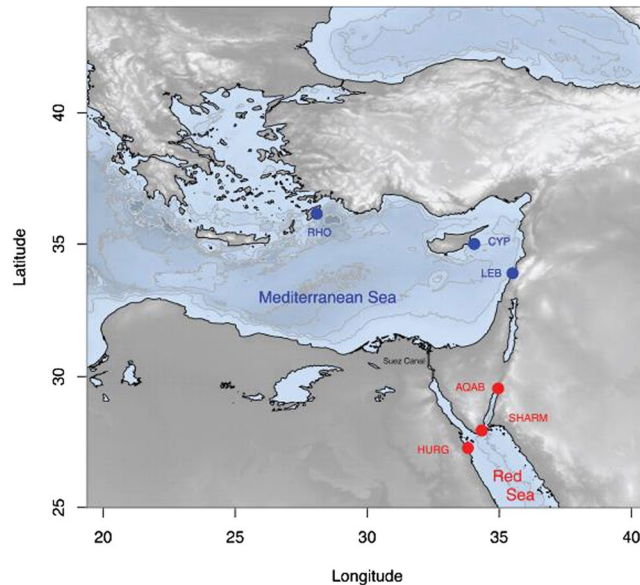 40
35
30
25
Latitude
RHO
CYP
LEB
Mediterranean Sea
Suez Canal
AQAB
SHARM
HURG
Red
Sea
20
25
30
35
40
Longitude